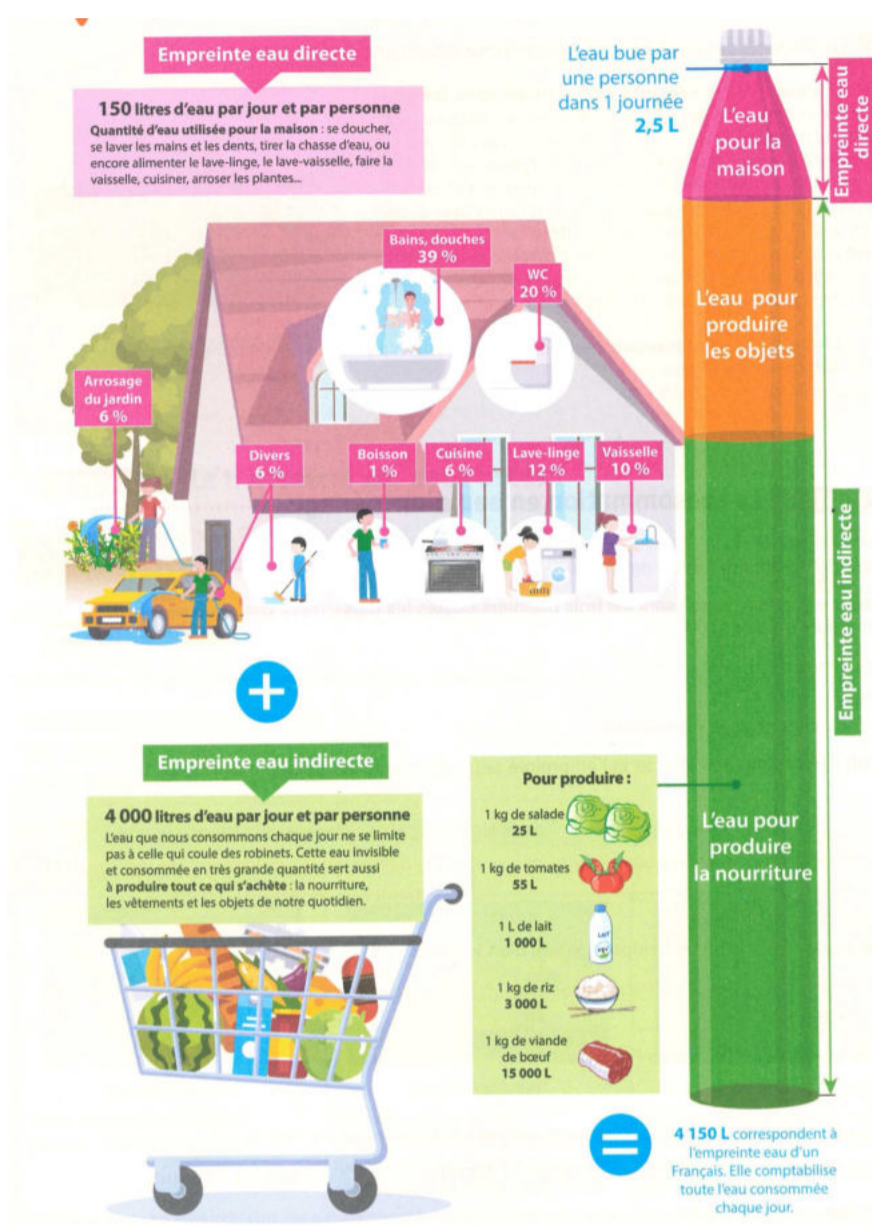 Empreinte eau directe
150 litres d'eau par jour et par personne
Quantité d'eau utilisée pour la maison : se doucher,
se laver les mains et les dents, tirer la chasse d'eau, ou
encore alimenter le lave-linge, le lave-vaisselle, faire la
vaisselle, cuisiner, arroser les plantes...
L'eau bue par
une personne
dans 1 journée
2,5 L
L'eau
pour la
maison
Empreinte eau
directe
Bains, douches
39 %
WC
20 %
L'eau pour
produire
les objets
Arrosage
du jardin
6 %
Divers
6 %
Boisson
1 %
Cuisine
6 %
Lave-linge
12 %
Vaisselle
10 %
Empreinte eau indirecte
+
Empreinte eau indirecte
4 000 litres d'eau par jour et par personne
L'eau que nous consommons chaque jour ne se limite
pas à celle qui coule des robinets. Cette eau invisible
et consommée en très grande quantité sert aussi
à produire tout ce qui s'achète : la nourriture,
les vêtements et les objets de notre quotidien.
Pour produire :
1 kg de salade
25 L
1 kg de tomates
55 L
1 L de lait
1 000 L
LAIT
1 kg de riz
3 000 L
1 kg de viande
de bœuf
15 000 L
L'eau pour
produire
la nourriture
=
4 150 L correspondent à
l'empreinte eau d'un
Français. Elle comptabilise
toute l'eau consommée
chaque jour.